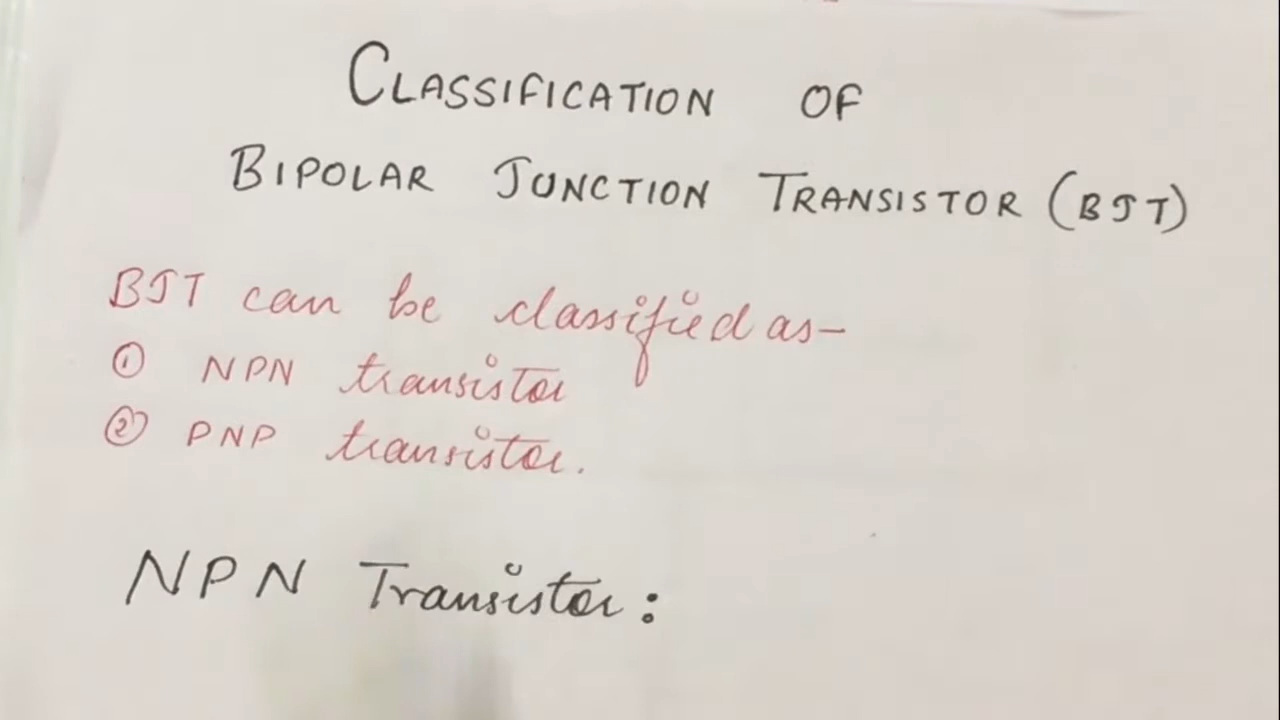 CLASSIFICATION OF
BIPOLAR JUNCTION TRANSISTOR (BJT)
BJT can be classified as-
① NPN transistor
② PNP transistor.
NPN Transistor: